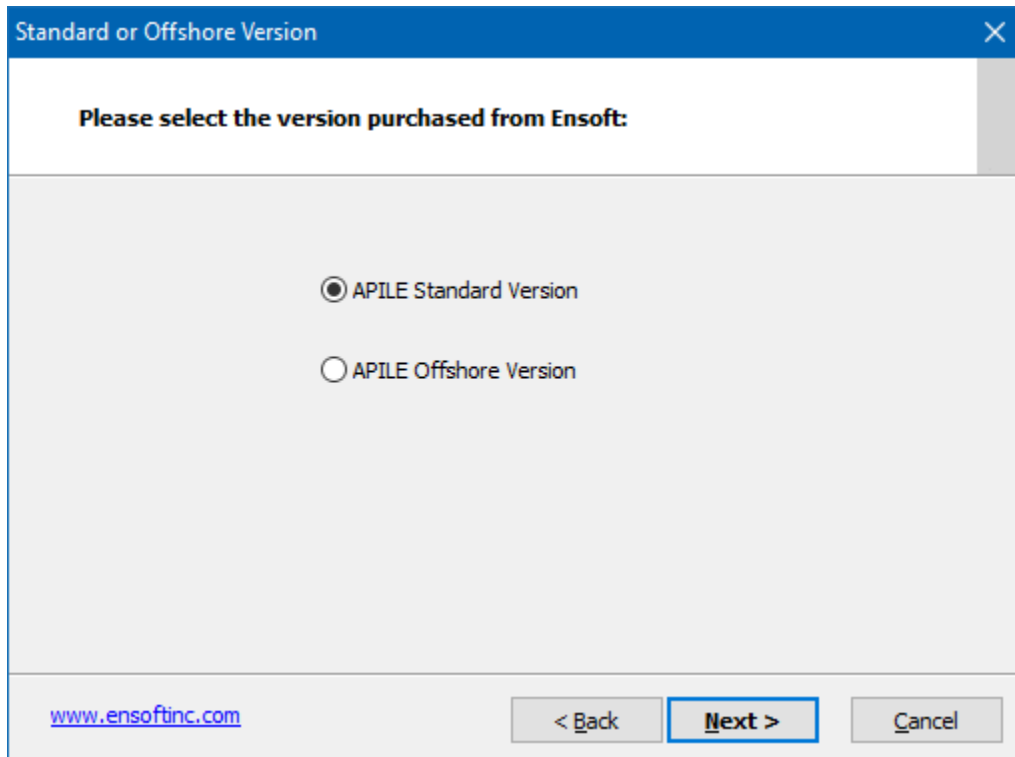 Standard or Offshore Version
Please select the version purchased from Ensoft:
APILE Standard Version
APILE Offshore Version
www.ensoftinc.com
< Back
Next >
Cancel